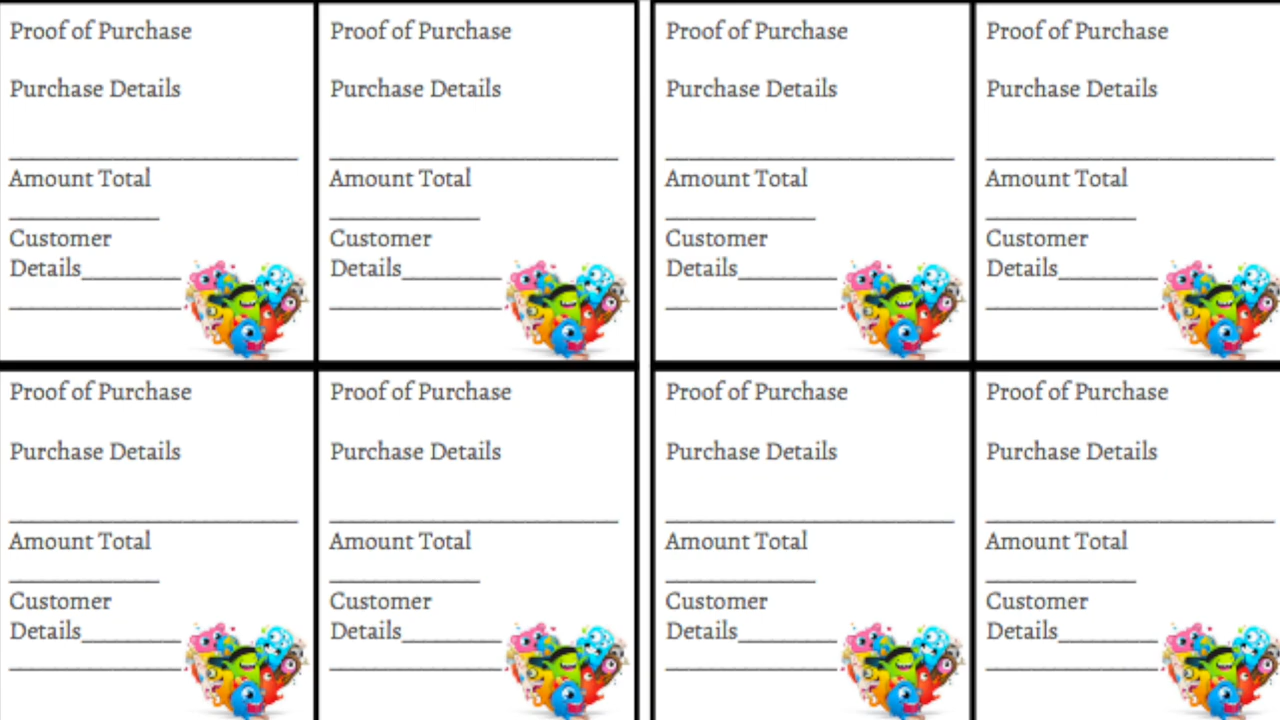 Proof of Purchase
Purchase Details
Amount Total
Customer
Details
Proof of Purchase
Purchase Details
Amount Total
Customer
Details
Proof of Purchase
Purchase Details
Amount Total
Customer
Details
Proof of Purchase
Purchase Details
Amount Total
Customer
Details
Proof of Purchase
Purchase Details
Amount Total
Customer
Details
Proof of Purchase
Purchase Details
Amount Total
Customer
Details
Proof of Purchase
Purchase Details
Amount Total
Customer
Details
Proof of Purchase
Purchase Details
Amount Total
Customer
Details